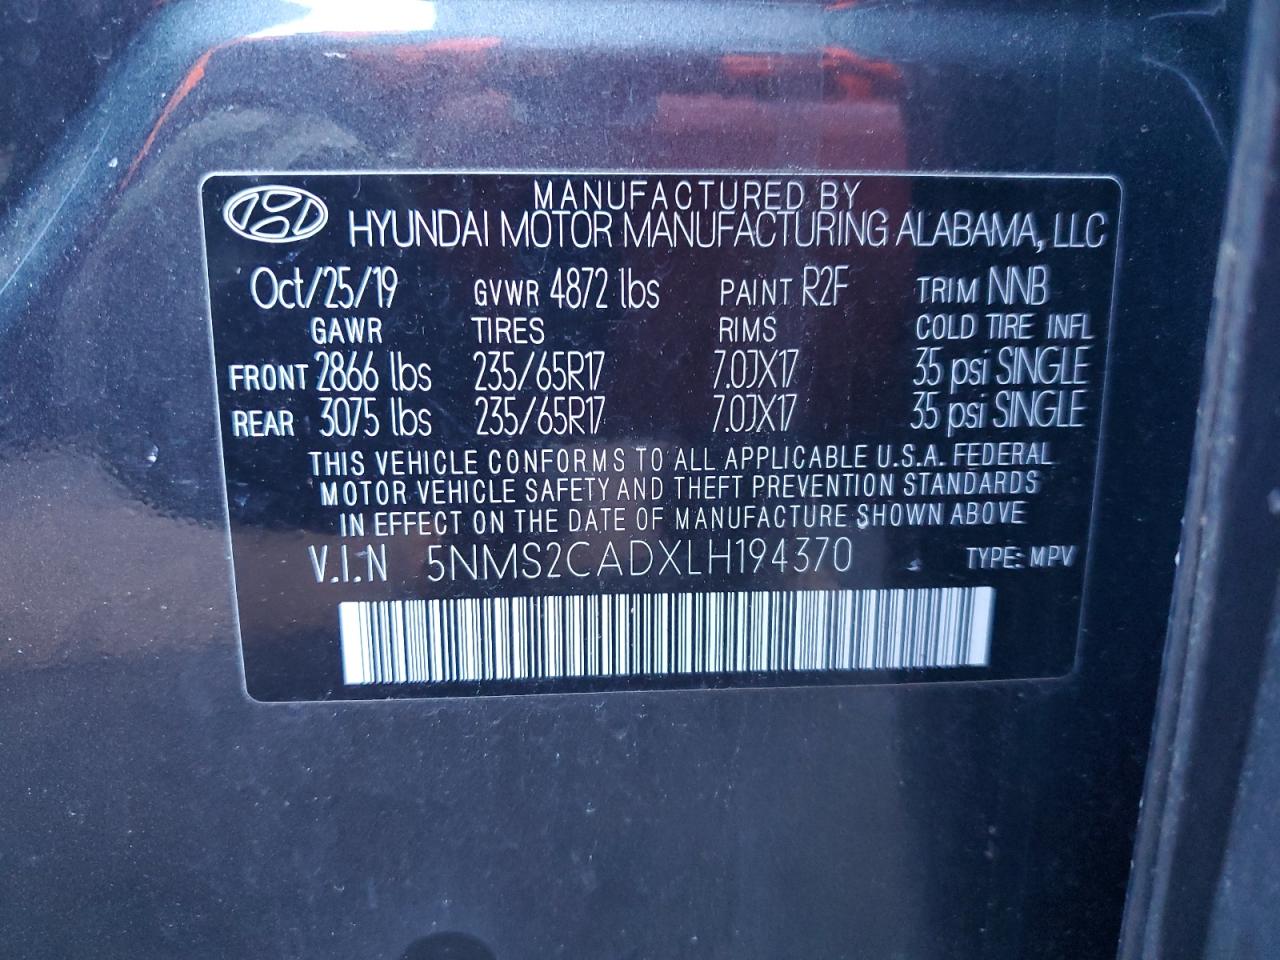 MANUFACTURED BY
HYUNDAI MOTOR MANUFACTURING ALABAMA, LLC
Oct/25/19 GVWR 4872 lbs PAINT R2F TRIM NNB
GAWR TIRES RIMS COLD TIRE INFL
FRONT 2866 lbs 235/65R17 7.0JX17 35 psi SINGLE
REAR 3075 lbs 235/65R17 7.0JX17 35 psi SINGLE
THIS VEHICLE CONFORMS TO ALL APPLICABLE U.S.A. FEDERAL
MOTOR VEHICLE SAFETY AND THEFT PREVENTION STANDARDS
IN EFFECT ON THE DATE OF MANUFACTURE SHOWN ABOVE
V.I.N 5NMS2CADXLH194370 TYPE: MPV